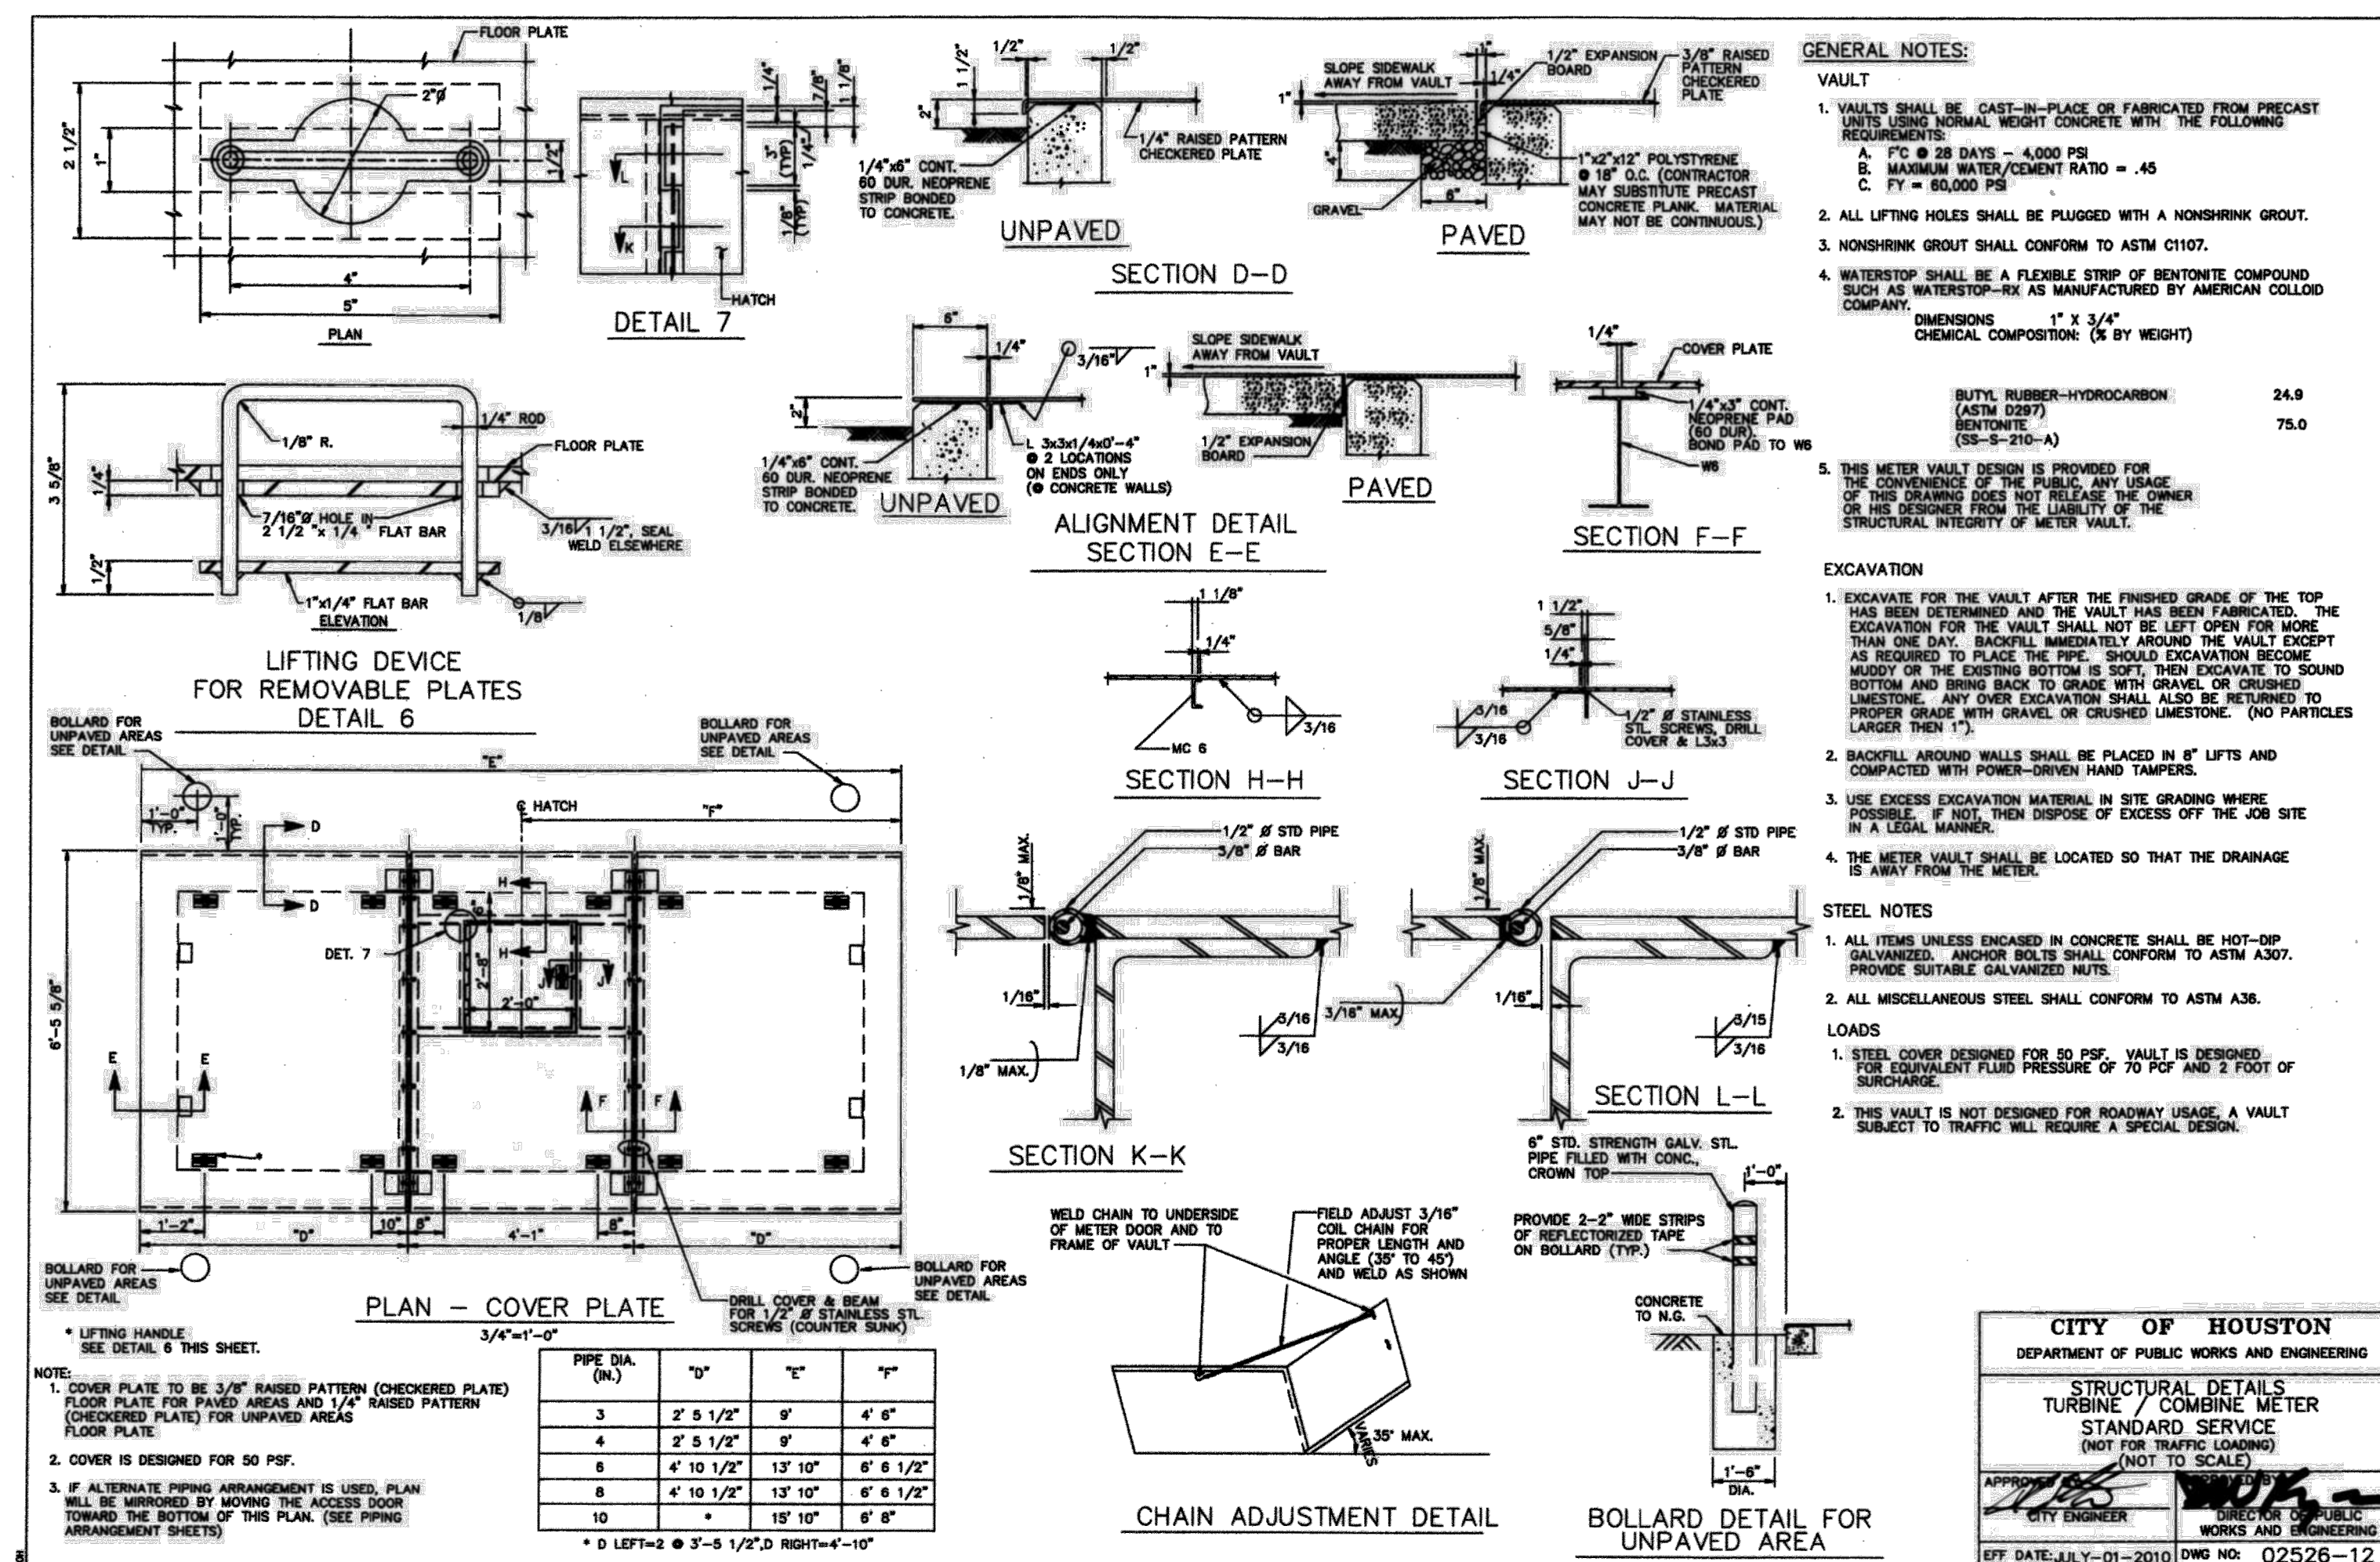 FLOOR PLATE
2"Ø
2 1/2"
1"
1/2"
4"
5"
PLAN
1/4"
7/8"
1 1/8"
3"
(TYP)
1/4"
1/8"
(TYP)
L
K
HATCH
DETAIL 7
1/2"
1/2"
1 1/2"
2"
1/4"x6" CONT.
60 DUR. NEOPRENE
STRIP BONDED
TO CONCRETE.
1/4" RAISED PATTERN
CHECKERED PLATE
UNPAVED
SLOPE SIDEWALK
AWAY FROM VAULT
1"
1/4"
1/2" EXPANSION
BOARD
3/8" RAISED
PATTERN
CHECKERED
PLATE
1"
4"
6"
GRAVEL
1"x2"x12" POLYSTYRENE
@ 18" O.C. (CONTRACTOR
MAY SUBSTITUTE PRECAST
CONCRETE PLANK. MATERIAL
MAY NOT BE CONTINUOUS.)
PAVED
SECTION D-D
3 5/8"
1/4"
1/2"
1/8" R.
1/4" ROD
FLOOR PLATE
7/16"Ø HOLE IN
2 1/2 "x 1/4 " FLAT BAR
3/16 1 1/2", SEAL
WELD ELSEWHERE
1"x1/4" FLAT BAR
ELEVATION
1/8
LIFTING DEVICE
FOR REMOVABLE PLATES
DETAIL 6
6"
1/4"
3/16"
2"
1/4"x6" CONT.
60 DUR. NEOPRENE
STRIP BONDED
TO CONCRETE.
L 3x3x1/4x0'-4"
@ 2 LOCATIONS
ON ENDS ONLY
(@ CONCRETE WALLS)
UNPAVED
SLOPE SIDEWALK
AWAY FROM VAULT
1"
1/2" EXPANSION
BOARD
PAVED
ALIGNMENT DETAIL
SECTION E-E
1/4"
COVER PLATE
1/4"x3" CONT.
NEOPRENE PAD
(60 DUR).
BOND PAD TO W6
W6
SECTION F-F
1 1/8"
1/4"
3/16
MC 6
SECTION H-H
1 1/2"
5/8"
1/4"
3/16
3/16
1/2" Ø STAINLESS
STL. SCREWS, DRILL
COVER & L3x3
SECTION J-J
BOLLARD FOR
UNPAVED AREAS
SEE DETAIL
BOLLARD FOR
UNPAVED AREAS
SEE DETAIL
"E"
1'-0"
TYP.
1'-0"
TYP.
℄ HATCH
"F"
D
D
H
H
6"
2'-8"
2'-0"
J
J
DET. 7
6'-5 5/8"
E
E
F
F
*
1'-2"
10"
8"
8"
"D"
4'-1"
"D"
BOLLARD FOR
UNPAVED AREAS
SEE DETAIL
BOLLARD FOR
UNPAVED AREAS
SEE DETAIL
DRILL COVER & BEAM
FOR 1/2" Ø STAINLESS STL.
SCREWS (COUNTER SUNK)
PLAN - COVER PLATE
3/4"=1'-0"
* LIFTING HANDLE
SEE DETAIL 6 THIS SHEET.
NOTE:
1. COVER PLATE TO BE 3/8" RAISED PATTERN (CHECKERED PLATE)
FLOOR PLATE FOR PAVED AREAS AND 1/4" RAISED PATTERN
(CHECKERED PLATE) FOR UNPAVED AREAS
FLOOR PLATE
2. COVER IS DESIGNED FOR 50 PSF.
3. IF ALTERNATE PIPING ARRANGEMENT IS USED, PLAN
WILL BE MIRRORED BY MOVING THE ACCESS DOOR
TOWARD THE BOTTOM OF THIS PLAN. (SEE PIPING
ARRANGEMENT SHEETS)
PIPE DIA. (IN.) "D" "E" "F"
3 2' 5 1/2" 9' 4' 6"
4 2' 5 1/2" 9' 4' 6"
6 4' 10 1/2" 13' 10" 6' 6 1/2"
8 4' 10 1/2" 13' 10" 6' 6 1/2"
10 * 15' 10" 6' 8"
* D LEFT=2 @ 3'-5 1/2",D RIGHT=4'-10"
1/8" MAX.
1/2" Ø STD PIPE
3/8" Ø BAR
1/16"
1/8" MAX.
3/16
3/16
SECTION K-K
1/8" MAX.
1/2" Ø STD PIPE
3/8" Ø BAR
3/16" MAX.
1/16"
3/15
3/16
SECTION L-L
WELD CHAIN TO UNDERSIDE
OF METER DOOR AND TO
FRAME OF VAULT
FIELD ADJUST 3/16"
COIL CHAIN FOR
PROPER LENGTH AND
ANGLE (35° TO 45°)
AND WELD AS SHOWN
35° MAX.
VARIES
CHAIN ADJUSTMENT DETAIL
6" STD. STRENGTH GALV. STL.
PIPE FILLED WITH CONC.,
CROWN TOP
1'-0"
PROVIDE 2-2" WIDE STRIPS
OF REFLECTORIZED TAPE
ON BOLLARD (TYP.)
CONCRETE
TO N.G.
1'-6"
DIA.
BOLLARD DETAIL FOR
UNPAVED AREA
GENERAL NOTES:
VAULT
1. VAULTS SHALL BE CAST-IN-PLACE OR FABRICATED FROM PRECAST
UNITS USING NORMAL WEIGHT CONCRETE WITH THE FOLLOWING
REQUIREMENTS:
A. F'C @ 28 DAYS - 4,000 PSI
B. MAXIMUM WATER/CEMENT RATIO = .45
C. FY = 60,000 PSI
2. ALL LIFTING HOLES SHALL BE PLUGGED WITH A NONSHRINK GROUT.
3. NONSHRINK GROUT SHALL CONFORM TO ASTM C1107.
4. WATERSTOP SHALL BE A FLEXIBLE STRIP OF BENTONITE COMPOUND
SUCH AS WATERSTOP-RX AS MANUFACTURED BY AMERICAN COLLOID
COMPANY.
DIMENSIONS 1" X 3/4"
CHEMICAL COMPOSITION: (% BY WEIGHT)
BUTYL RUBBER-HYDROCARBON 24.9
(ASTM D297)
BENTONITE 75.0
(SS-S-210-A)
5. THIS METER VAULT DESIGN IS PROVIDED FOR
THE CONVENIENCE OF THE PUBLIC, ANY USAGE
OF THIS DRAWING DOES NOT RELEASE THE OWNER
OR HIS DESIGNER FROM THE LIABILITY OF THE
STRUCTURAL INTEGRITY OF METER VAULT.
EXCAVATION
1. EXCAVATE FOR THE VAULT AFTER THE FINISHED GRADE OF THE TOP
HAS BEEN DETERMINED AND THE VAULT HAS BEEN FABRICATED. THE
EXCAVATION FOR THE VAULT SHALL NOT BE LEFT OPEN FOR MORE
THAN ONE DAY. BACKFILL IMMEDIATELY AROUND THE VAULT EXCEPT
AS REQUIRED TO PLACE THE PIPE. SHOULD EXCAVATION BECOME
MUDDY OR THE EXISTING BOTTOM IS SOFT, THEN EXCAVATE TO SOUND
BOTTOM AND BRING BACK TO GRADE WITH GRAVEL OR CRUSHED
LIMESTONE. ANY OVER EXCAVATION SHALL ALSO BE RETURNED TO
PROPER GRADE WITH GRAVEL OR CRUSHED LIMESTONE. (NO PARTICLES
LARGER THEN 1").
2. BACKFILL AROUND WALLS SHALL BE PLACED IN 8" LIFTS AND
COMPACTED WITH POWER-DRIVEN HAND TAMPERS.
3. USE EXCESS EXCAVATION MATERIAL IN SITE GRADING WHERE
POSSIBLE. IF NOT, THEN DISPOSE OF EXCESS OFF THE JOB SITE
IN A LEGAL MANNER.
4. THE METER VAULT SHALL BE LOCATED SO THAT THE DRAINAGE
IS AWAY FROM THE METER.
STEEL NOTES
1. ALL ITEMS UNLESS ENCASED IN CONCRETE SHALL BE HOT-DIP
GALVANIZED. ANCHOR BOLTS SHALL CONFORM TO ASTM A307.
PROVIDE SUITABLE GALVANIZED NUTS.
2. ALL MISCELLANEOUS STEEL SHALL CONFORM TO ASTM A36.
LOADS
1. STEEL COVER DESIGNED FOR 50 PSF. VAULT IS DESIGNED
FOR EQUIVALENT FLUID PRESSURE OF 70 PCF AND 2 FOOT OF
SURCHARGE.
2. THIS VAULT IS NOT DESIGNED FOR ROADWAY USAGE, A VAULT
SUBJECT TO TRAFFIC WILL REQUIRE A SPECIAL DESIGN.
CITY OF HOUSTON
DEPARTMENT OF PUBLIC WORKS AND ENGINEERING
STRUCTURAL DETAILS
TURBINE / COMBINE METER
STANDARD SERVICE
(NOT FOR TRAFFIC LOADING)
(NOT TO SCALE)
APPROVED BY
CITY ENGINEER
APPROVED BY
DIRECTOR OF PUBLIC
WORKS AND ENGINEERING
EFF DATE: JULY-01-2010
DWG NO: 02526-12